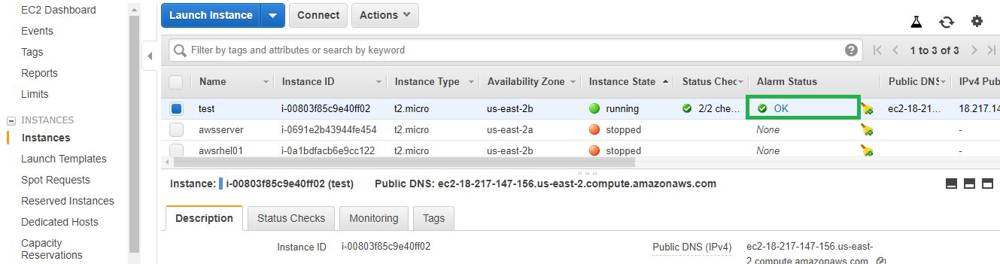 EC2 Dashboard
Events
Tags
Reports
Limits
INSTANCES
Instances
Launch Templates
Spot Requests
Reserved Instances
Dedicated Hosts
Capacity
Reservations
Launch Instance Connect Actions
Filter by tags and attributes or search by keyword
1 to 3 of 3
Name Instance ID Instance Type Availability Zone Instance State Status Chec Alarm Status Public DNS IPv4 Pub
test i-00803f85c9e40ff02 t2.micro us-east-2b running 2/2 che... OK ec2-18-21... 18.217.14
awsserver i-0691e2b43944fe454 t2.micro us-east-2a stopped None -
awsrhel01 i-0a1bdfacb6e9cc122 t2.micro us-east-2b stopped None -
Instance: i-00803f85c9e40ff02 (test) Public DNS: ec2-18-217-147-156.us-east-2.compute.amazonaws.com
Description Status Checks Monitoring Tags
Instance ID i-00803f85c9e40ff02 Public DNS (IPv4) ec2-18-217-147-156.us-east-
2.compute.amazonaws.com